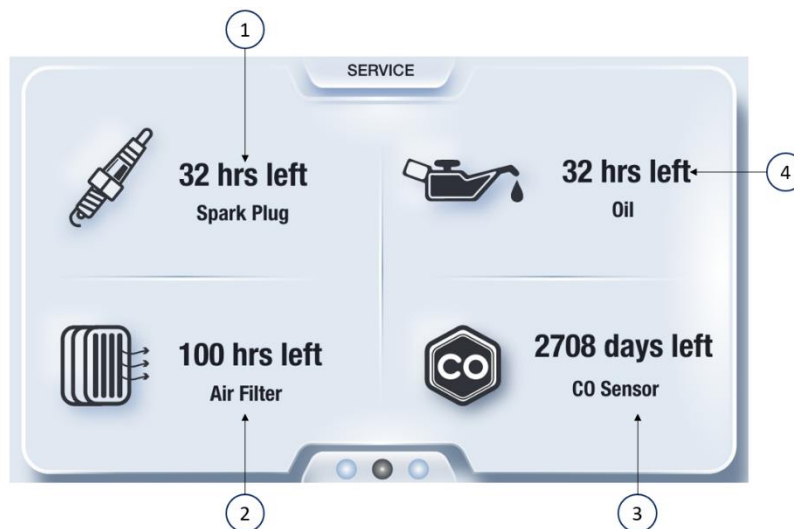 1
SERVICE
32 hrs left
Spark Plug
32 hrs left
Oil
4
100 hrs left
Air Filter
CO
2708 days left
CO Sensor
2
3